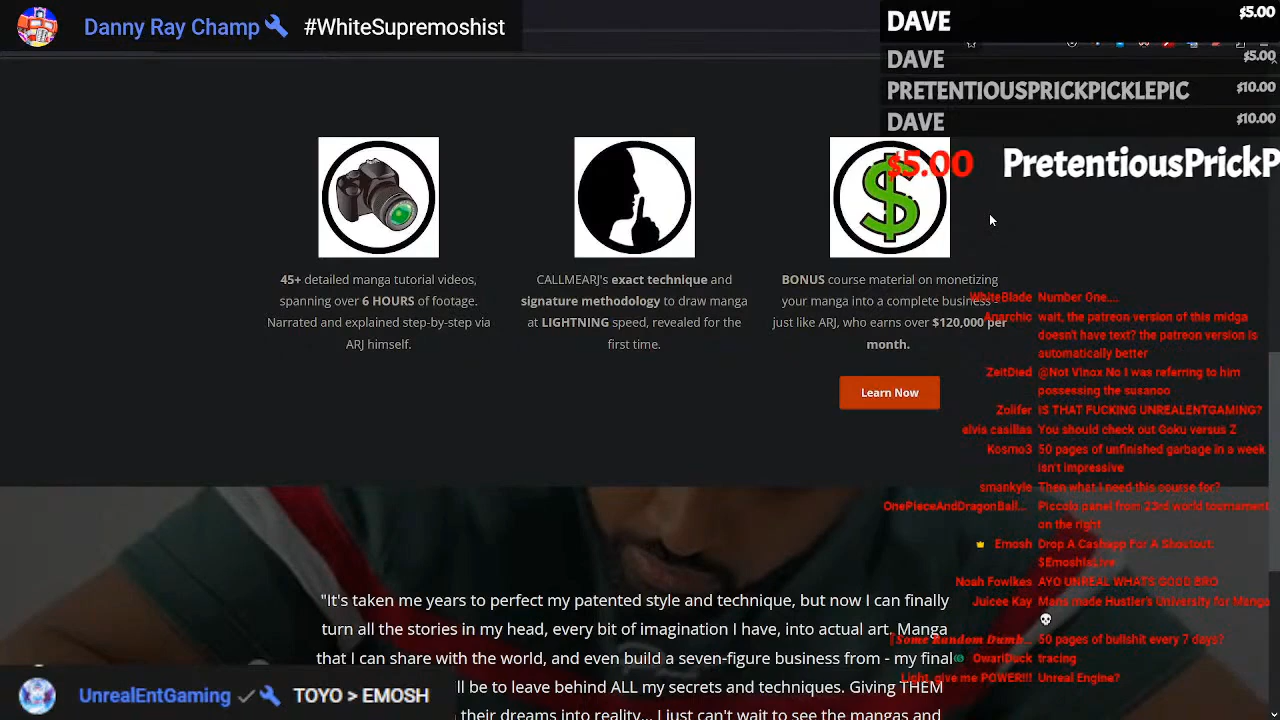 Danny Ray Champ #WhiteSupremoshist
DAVE $5.00
DAVE $5.00
PRETENTIOUSPRICKPICKLEPIC $10.00
DAVE $10.00
$5.00 PretentiousPrickP
45+ detailed manga tutorial videos,
spanning over 6 HOURS of footage.
Narrated and explained step-by-step via
ARJ himself.
CALLMEARJ's exact technique and
signature methodology to draw manga
at LIGHTNING speed, revealed for the
first time.
BONUS course material on monetizing
your manga into a complete business -
just like ARJ, who earns over $120,000 per
month.
Learn Now
WhiteBlade Number One....
Anarchic wait, the patreon version of this midga
doesn't have text? the patreon version is
automatically better
ZeitDied @Not Vinox No I was referring to him
possessing the susanoo
Zolifer IS THAT FUCKING UNREALENTGAMING?
elvis casillas You should check out Goku versus Z
Kosmo3 50 pages of unfinished garbage in a week
isn't impressive
smankyle Then what I need this course for?
OnePieceAndDragonBall... Piccolo panel from 23rd world tournament
on the right
Emosh Drop A Cashapp For A Shoutout:
$EmoshIsLive
Noah Fowlkes AYO UNREAL WHATS GOOD BRO
Juicee Kay Mans made Hustler's University for Manga
💀
Some Random Dumb... 50 pages of bullshit every 7 days?
OwariDuck tracing
Light, give me POWER!!! Unreal Engine?
"It's taken me years to perfect my patented style and technique, but now I can finally
turn all the stories in my head, every bit of imagination I have, into actual art. Manga
that I can share with the world, and even build a seven-figure business from - my final
ll be to leave behind ALL my secrets and techniques. Giving THEM
their dreams into reality... I just can't wait to see the mangas and
UnrealEntGaming TOYO > EMOSH